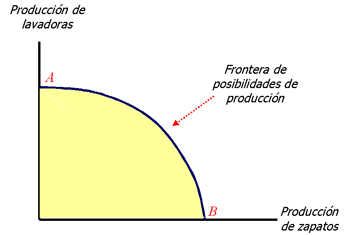 Producción de
lavadoras
A
Frontera de
posibilidades de
producción
B
Producción
de zapatos